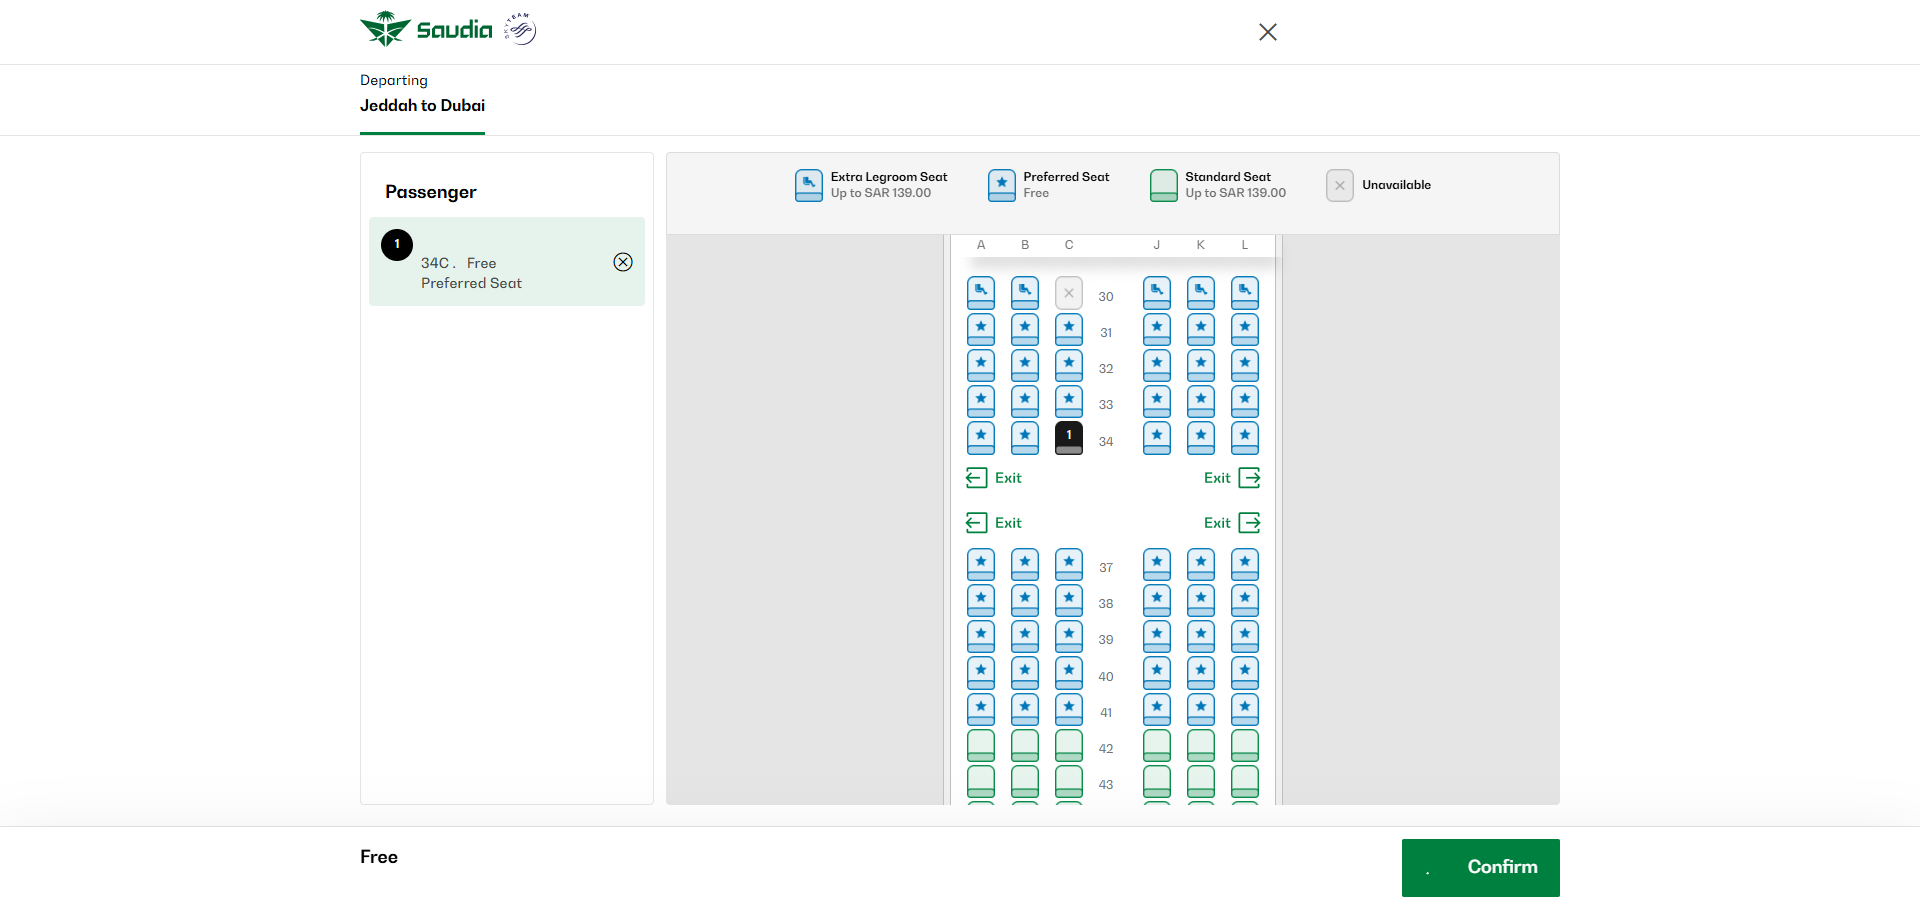 Saudia
SKYTEAM
Departing
Jeddah to Dubai
Passenger
1
34C . Free
Preferred Seat
Extra Legroom Seat
Up to SAR 139.00
Preferred Seat
Free
Standard Seat
Up to SAR 139.00
Unavailable
A B C J K L
30
31
32
33
1 34
Exit Exit
Exit Exit
37
38
39
40
41
42
43
Free
Confirm